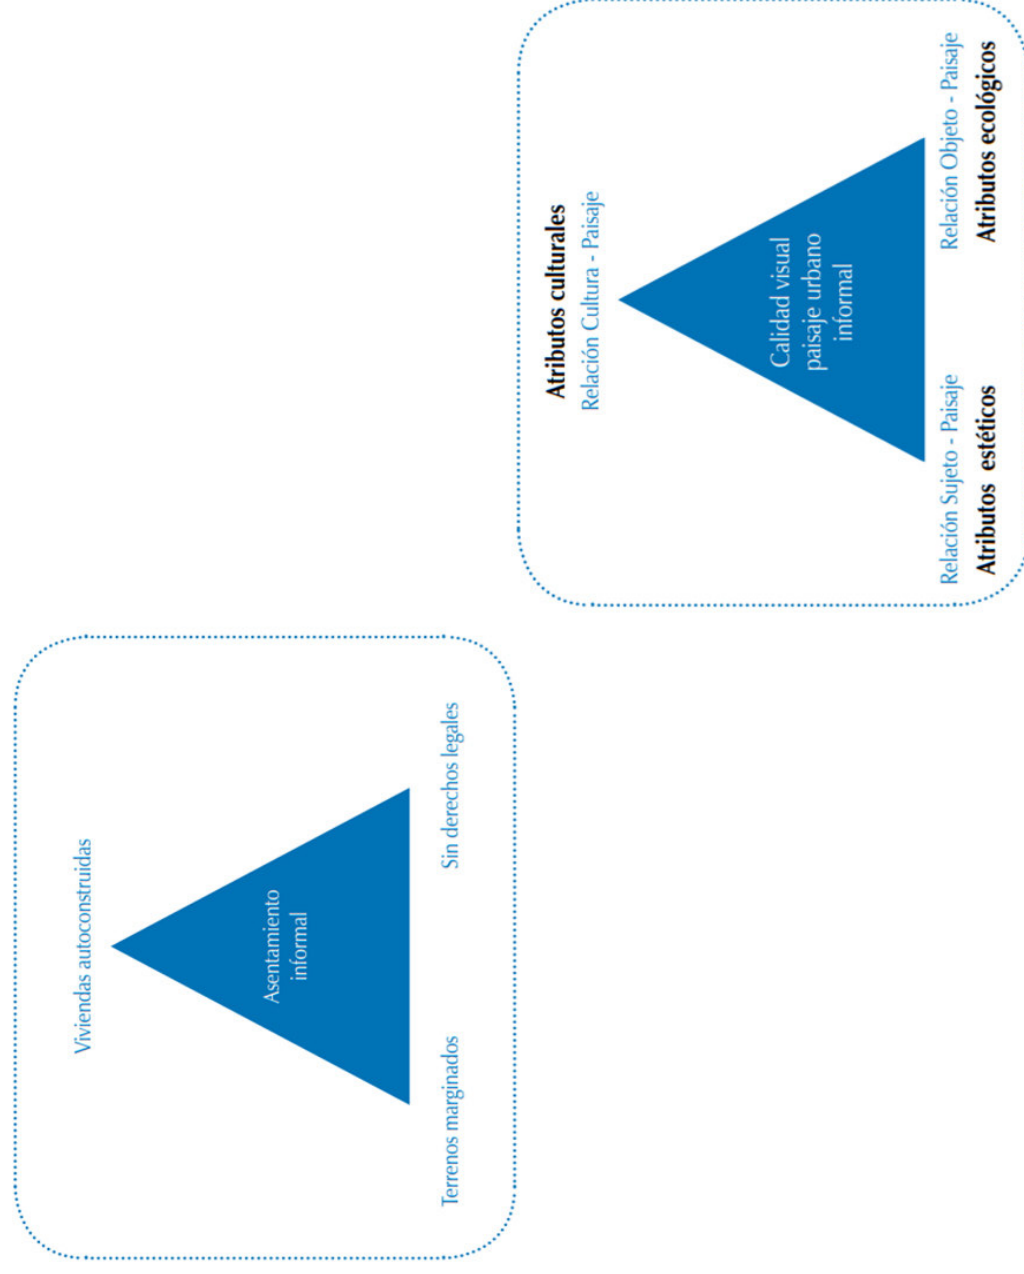 Viviendas autoconstruidas
Asentamiento
informal
Terrenos marginados
Sin derechos legales
Atributos culturales
Relación Cultura - Paisaje
Calidad visual
paisaje urbano
informal
Relación Sujeto - Paisaje
Atributos estéticos
Relación Objeto - Paisaje
Atributos ecológicos